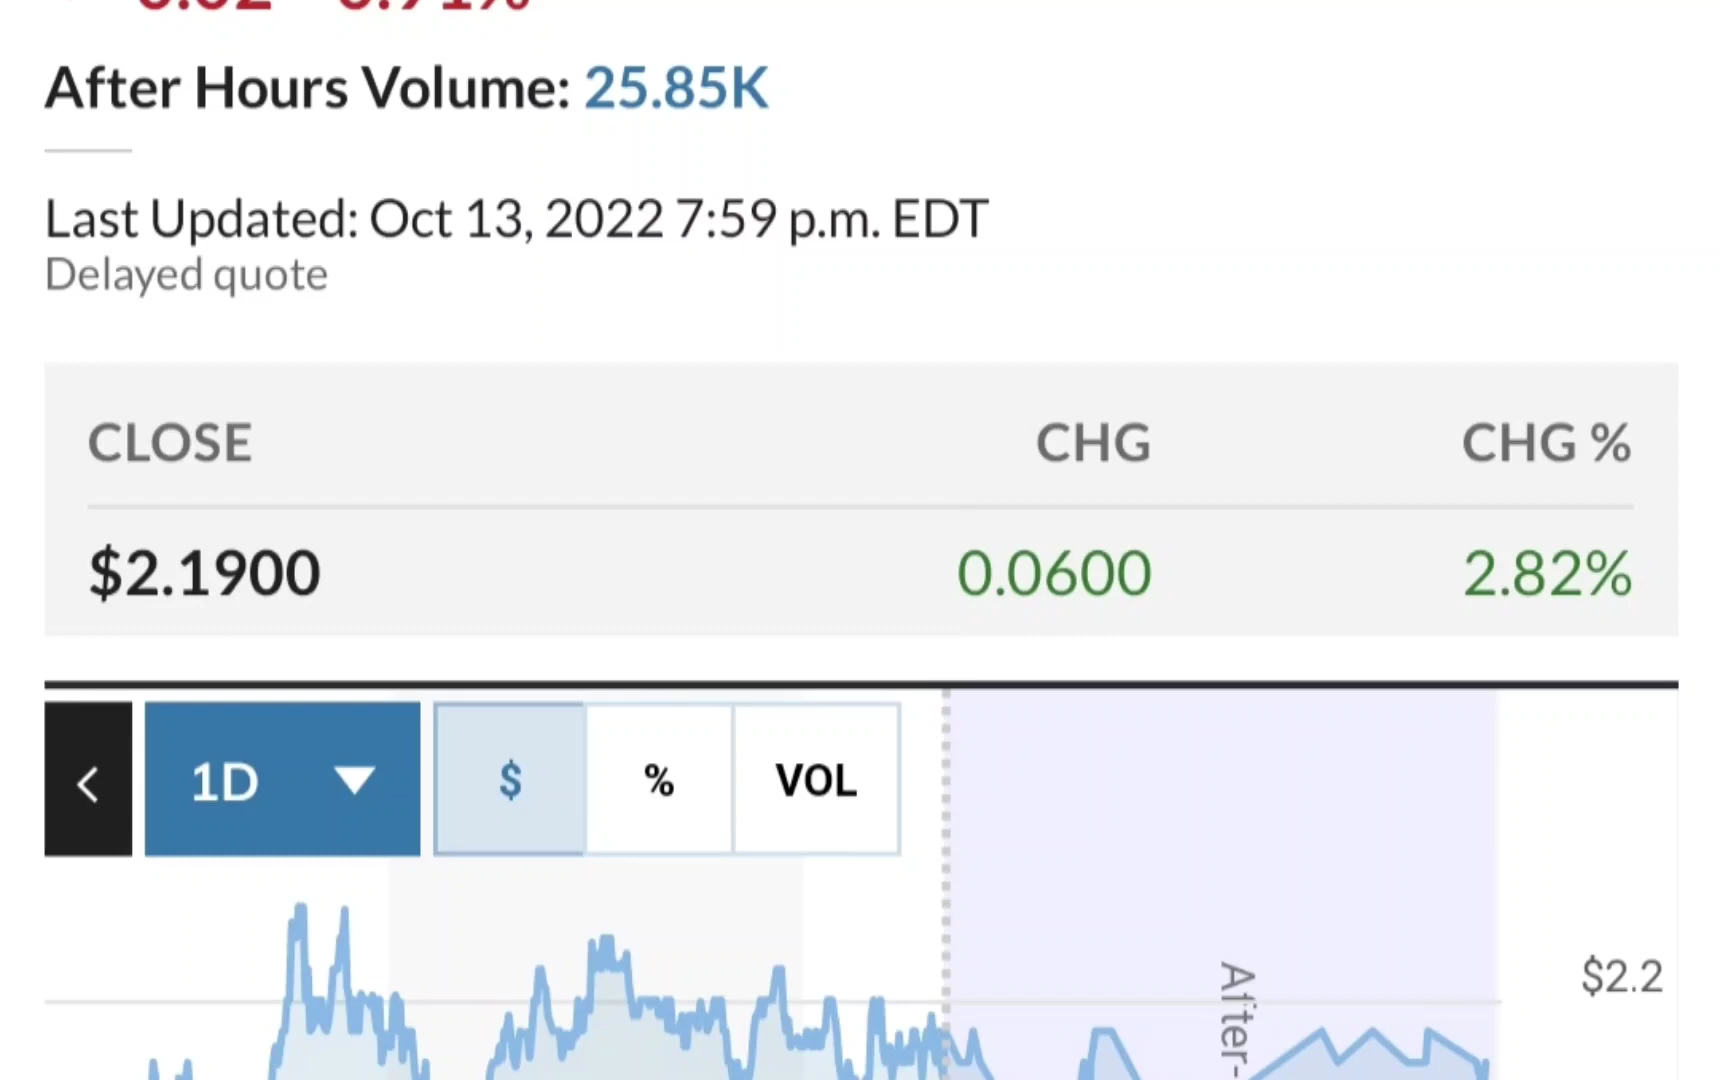 After Hours Volume: 25.85K
Last Updated: Oct 13, 2022 7:59 p.m. EDT
Delayed quote
CLOSE CHG CHG %
$2.1900 0.0600 2.82%
1D $ % VOL
After-
$2.2